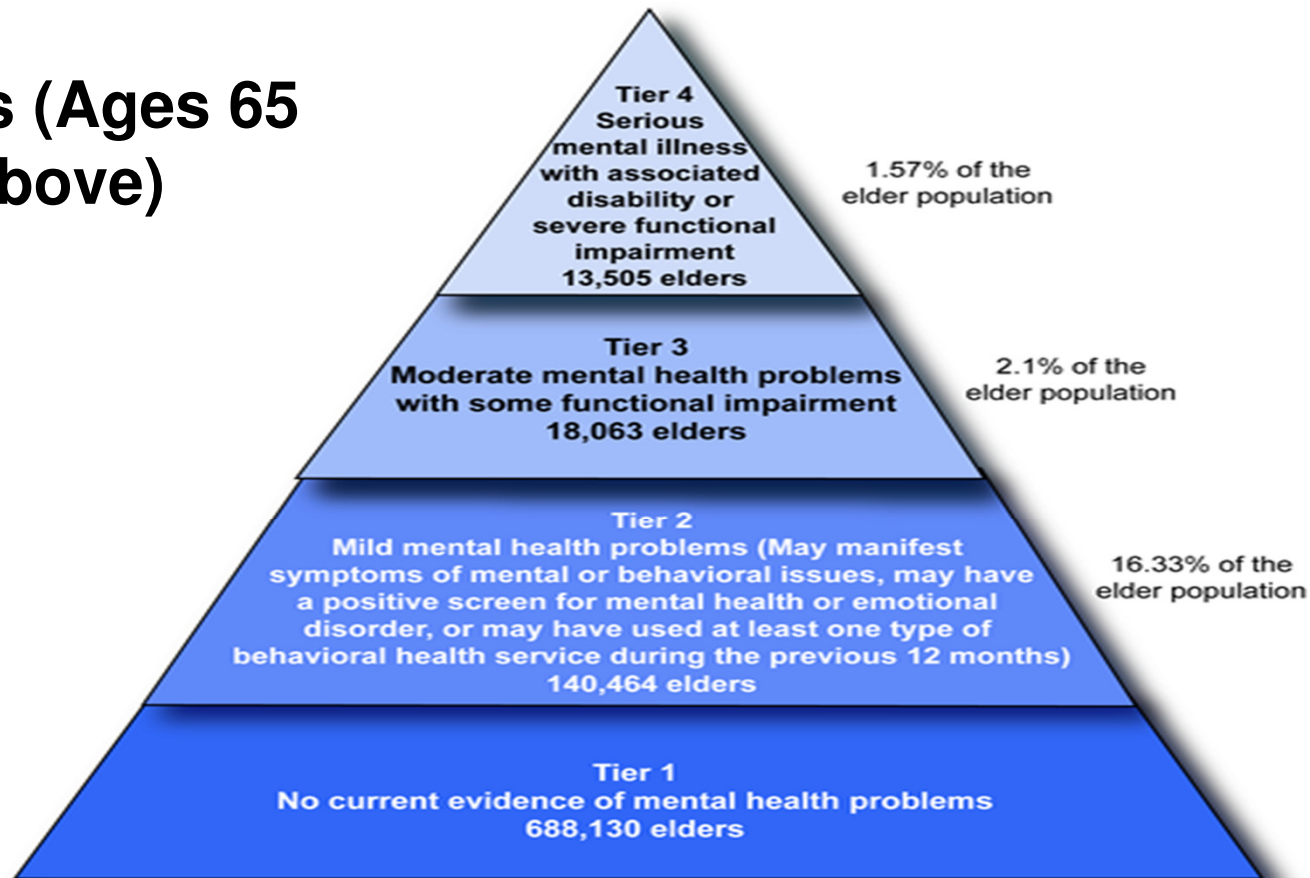 s (Ages 65
bove)
Tier 4
Serious
mental illness
with associated
disability or
severe functional
impairment
13,505 elders
1.57% of the
elder population
Tier 3
Moderate mental health problems
with some functional impairment
18,063 elders
2.1% of the
elder population
Tier 2
Mild mental health problems (May manifest
symptoms of mental or behavioral issues, may have
a positive screen for mental health or emotional
disorder, or may have used at least one type of
behavioral health service during the previous 12 months)
140,464 elders
16.33% of the
elder population
Tier 1
No current evidence of mental health problems
688,130 elders